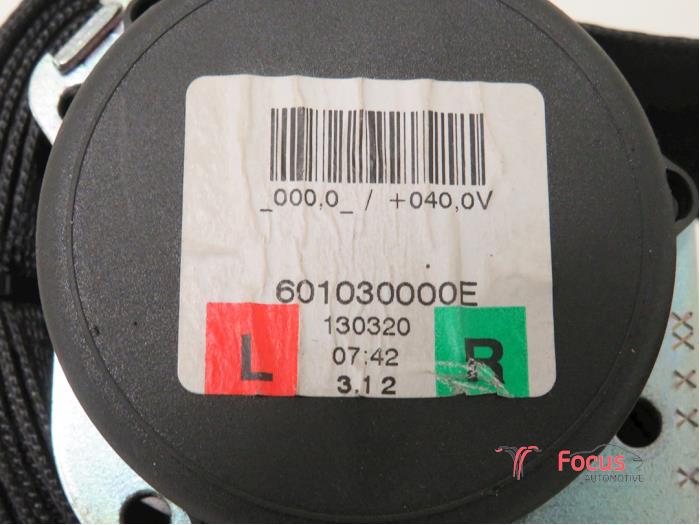 _000,0_ / +040,0V
601030000E
L 130320 R
07:42
3.12
Focus
AUTOMOTIVE